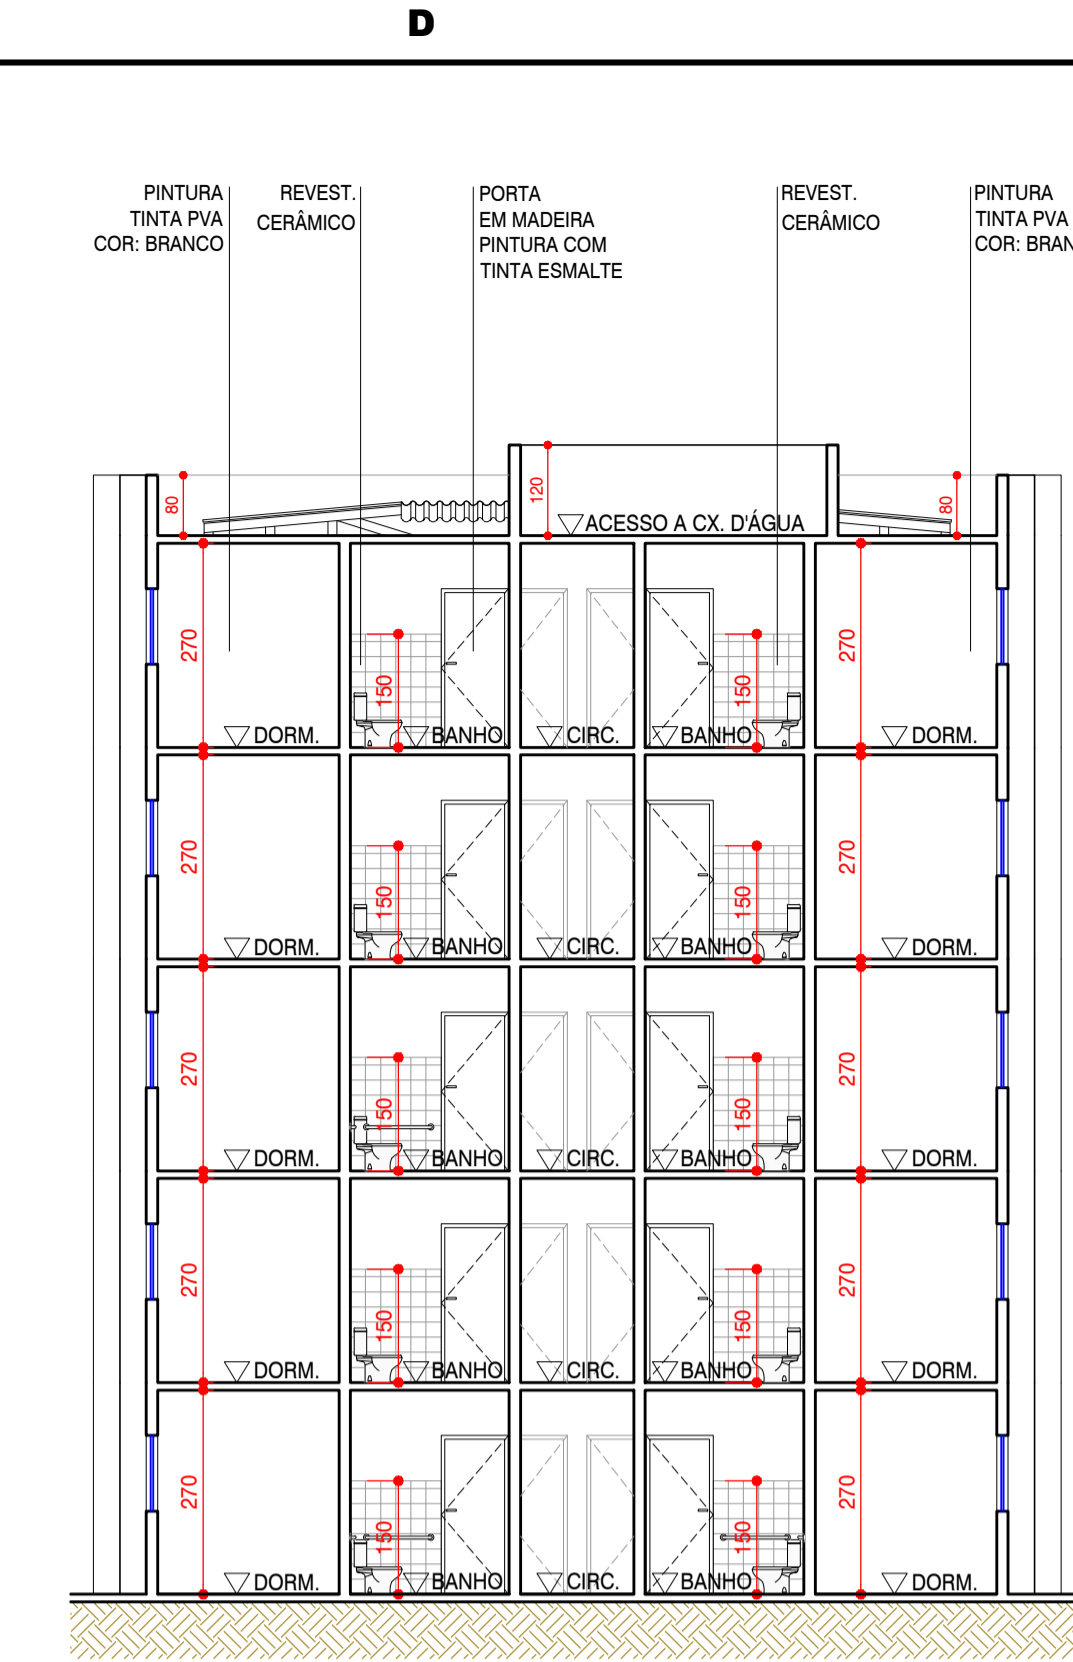 D
PINTURA
TINTA PVA
COR: BRANCO
REVEST.
CERÂMICO
PORTA
EM MADEIRA
PINTURA COM
TINTA ESMALTE
REVEST.
CERÂMICO
PINTURA
TINTA PVA
COR: BRAN
80
120
80
ACESSO A CX. D'ÁGUA
270
150
150
270
DORM.
BANHO
CIRC.
BANHO
DORM.
270
150
150
270
DORM.
BANHO
CIRC.
BANHO
DORM.
270
150
150
270
DORM.
BANHO
CIRC.
BANHO
DORM.
270
150
150
270
DORM.
BANHO
CIRC.
BANHO
DORM.
270
150
150
270
DORM.
BANHO
CIRC.
BANHO
DORM.